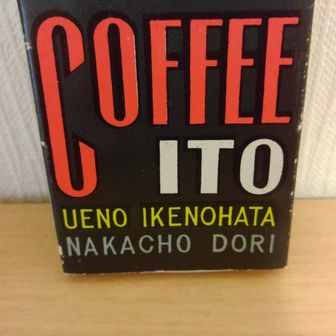 COFFEE
ITO
UENO IKENOHATA
NAKACHO DORI